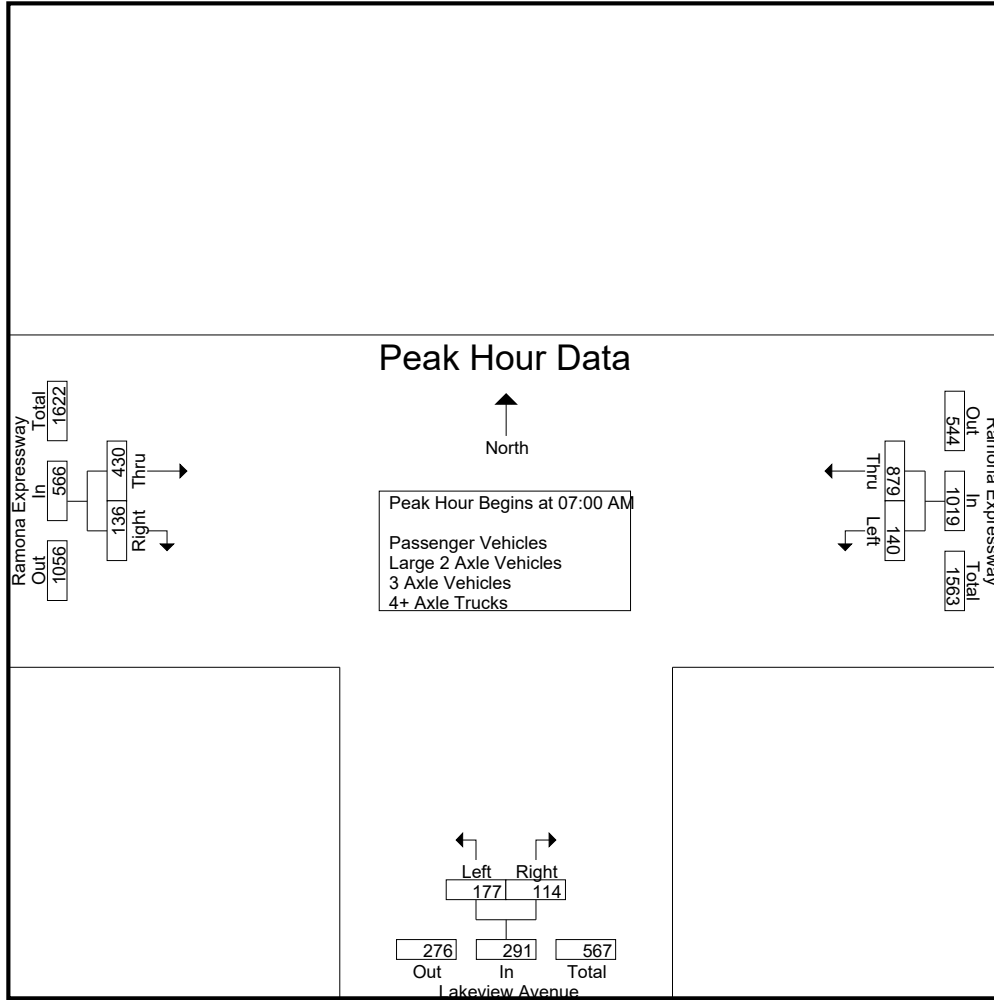 Peak Hour Data
North
Peak Hour Begins at 07:00 AM
Passenger Vehicles
Large 2 Axle Vehicles
3 Axle Vehicles
4+ Axle Trucks
Ramona Expressway
Out In Total
1056 566 1622
Right Thru
136 430
Ramona Expressway
Out In Total
544 1019 1563
Thru Left
879 140
Left Right
177 114
276 291 567
Out In Total
Lakeview Avenue